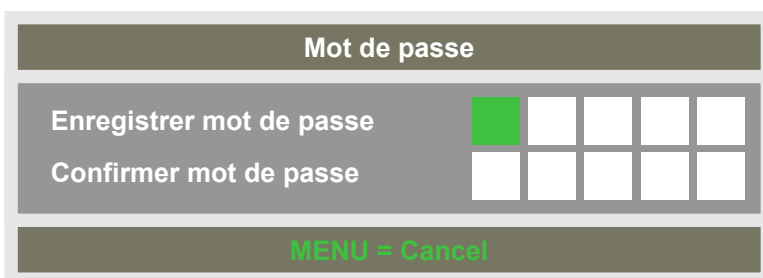 Mot de passe
Enregistrer mot de passe
Confirmer mot de passe
MENU = Cancel